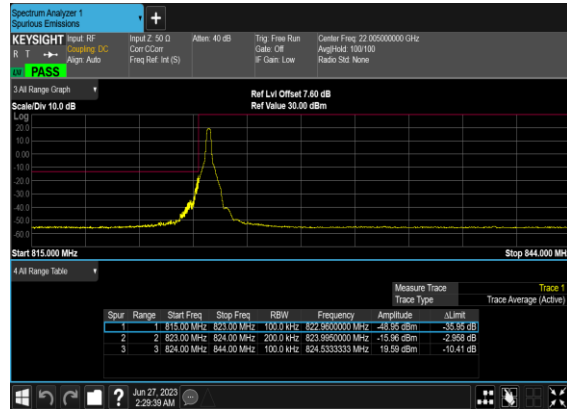 Spectrum Analyzer 1
Spurious Emissions
KEYSIGHT Input: RF Input Z: 50 Ω Atten: 40 dB Trig: Free Run Center Freq: 22.005000000 GHz
R T Coupling: DC Corr CCorr Gate: Off Avg|Hold: 100/100
Align: Auto Freq Ref: Int (S) IF Gain: Low Radio Std: None
PASS
3 All Range Graph
Ref Lvl Offset 7.60 dB
Scale/Div 10.0 dB Ref Value 30.00 dBm
Log
20.0
10.0
0.00
-10.0
-20.0
-30.0
-40.0
-50.0
-60.0
Start 815.000 MHz Stop 844.000 MH
4 All Range Table
Measure Trace Trace 1
Trace Type Trace Average (Active)
Spur Range Start Freq Stop Freq RBW Frequency Amplitude ΔLimit
1 1 815.00 MHz 823.00 MHz 100.0 kHz 822.9600000 MHz -48.95 dBm -35.95 dB
2 2 823.00 MHz 824.00 MHz 200.0 kHz 823.9950000 MHz -15.96 dBm -2.958 dB
3 3 824.00 MHz 844.00 MHz 100.0 kHz 824.5333333 MHz 19.59 dBm -10.41 dB
? Jun 27, 2023
2:29:39 AM